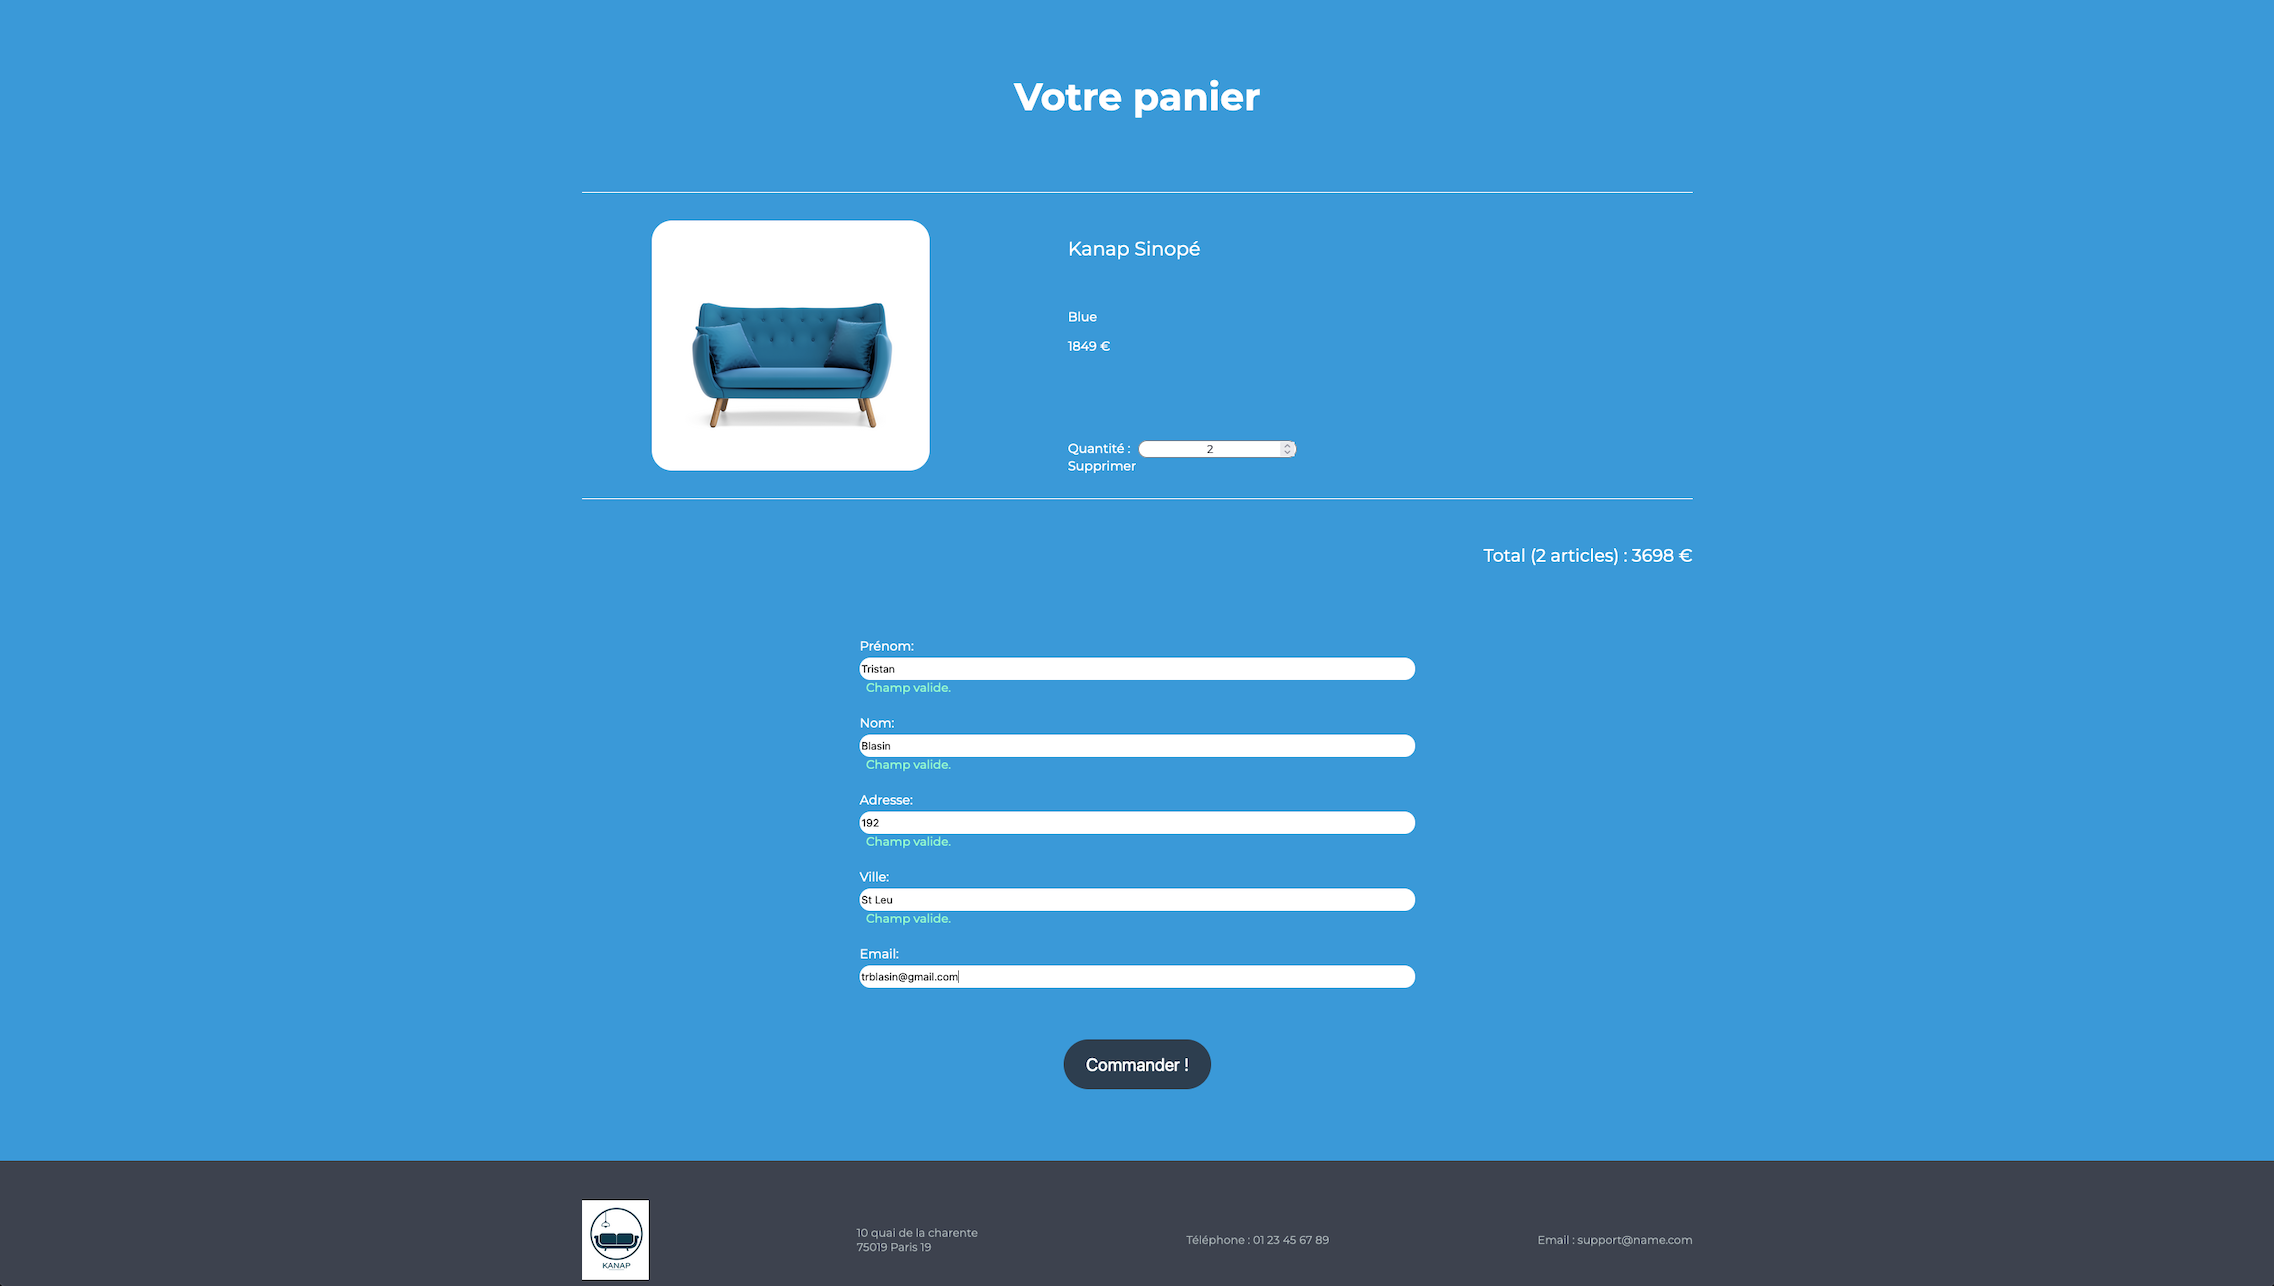 Votre panier
Kanap Sinopé
Blue
1849 €
Quantité : 2
Supprimer
Total (2 articles) : 3698 €
Prénom:
Tristan
Champ valide.
Nom:
Blasin
Champ valide.
Adresse:
192
Champ valide.
Ville:
St Leu
Champ valide.
Email:
trblasin@gmail.com
Commander !
KANAP
10 quai de la charente
75019 Paris 19
Téléphone : 01 23 45 67 89
Email : support@name.com